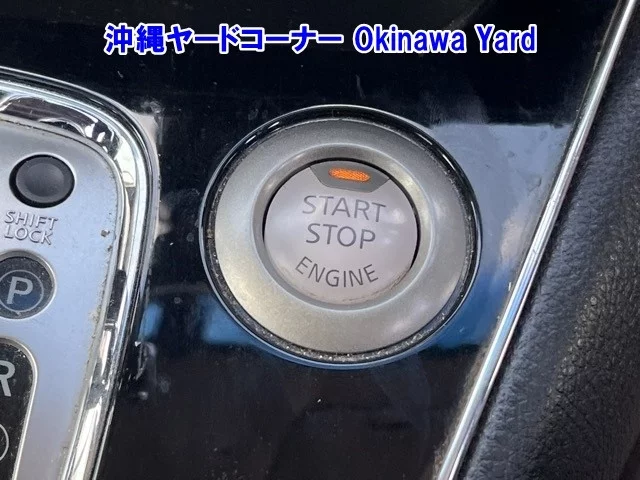 沖縄ヤードコーナー Okinawa Yard
START
STOP
ENGINE
SHIFT
LOCK
P
R